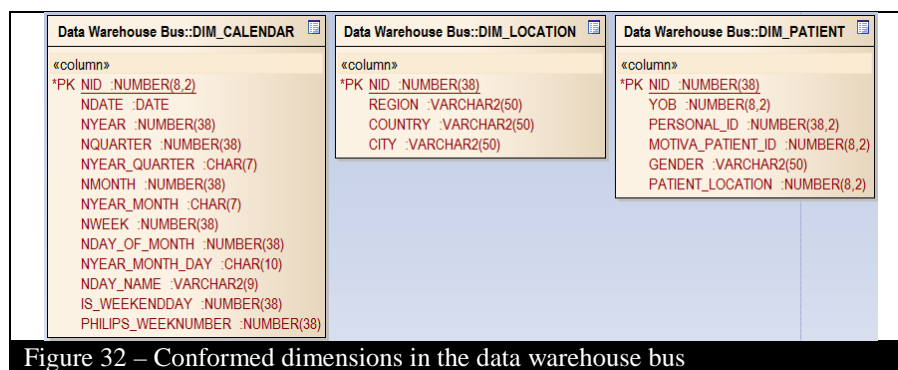 Data Warehouse Bus::DIM_CALENDAR
«column»
*PK NID :NUMBER(8,2)
NDATE :DATE
NYEAR :NUMBER(38)
NQUARTER :NUMBER(38)
NYEAR_QUARTER :CHAR(7)
NMONTH :NUMBER(38)
NYEAR_MONTH :CHAR(7)
NWEEK :NUMBER(38)
NDAY_OF_MONTH :NUMBER(38)
NYEAR_MONTH_DAY :CHAR(10)
NDAY_NAME :VARCHAR2(9)
IS_WEEKENDDAY :NUMBER(38)
PHILIPS_WEEKNUMBER :NUMBER(38)
Data Warehouse Bus::DIM_LOCATION
«column»
*PK NID :NUMBER(38)
REGION :VARCHAR2(50)
COUNTRY :VARCHAR2(50)
CITY :VARCHAR2(50)
Data Warehouse Bus::DIM_PATIENT
«column»
*PK NID :NUMBER(38)
YOB :NUMBER(8,2)
PERSONAL_ID :NUMBER(38,2)
MOTIVA_PATIENT_ID :NUMBER(8,2)
GENDER :VARCHAR2(50)
PATIENT_LOCATION :NUMBER(8,2)
Figure 32 – Conformed dimensions in the data warehouse bus